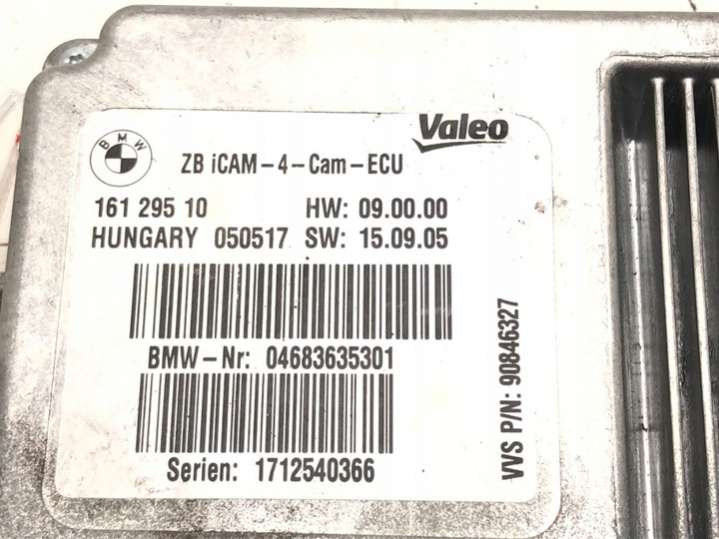 BMW
Valeo
ZB iCAM-4-Cam-ECU
161 295 10 HW: 09.00.00
HUNGARY 050517 SW: 15.09.05
BMW-Nr: 04683635301
Serien: 1712540366
VVS P/N: 90846327